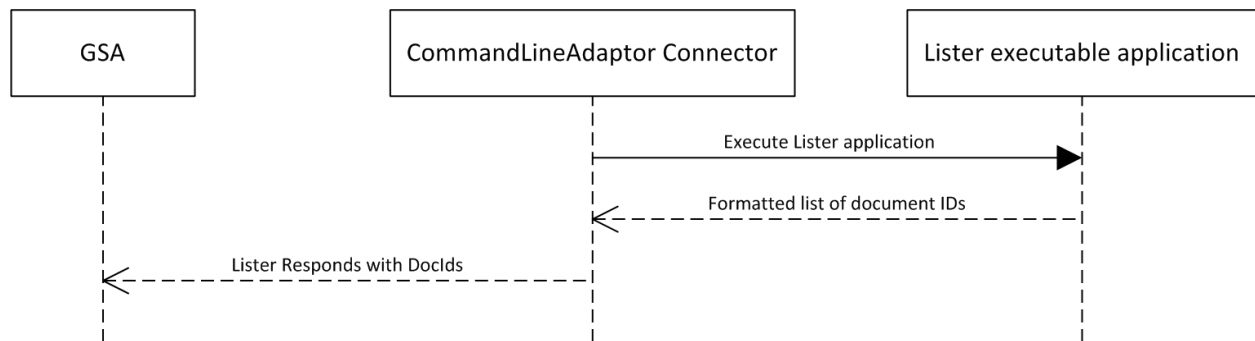 GSA
CommandLineAdaptor Connector
Lister executable application
Execute Lister application
Formatted list of document IDs
Lister Responds with DocIds